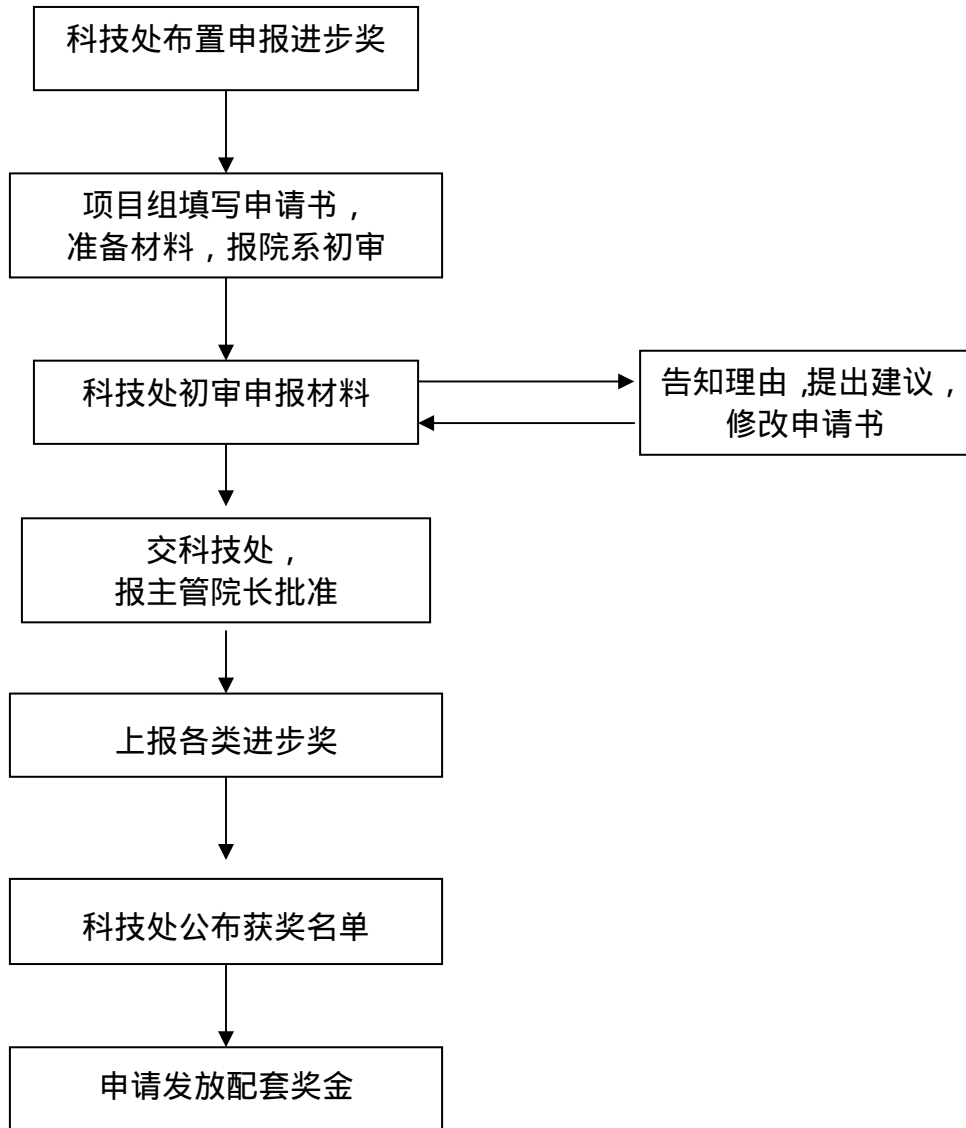 科技处布置申报进步奖
项目组填写申请书，
准备材料，报院系初审
科技处初审申报材料
告知理由，提出建议，
修改申请书
交科技处，
报主管院长批准
上报各类进步奖
科技处公布获奖名单
申请发放配套奖金